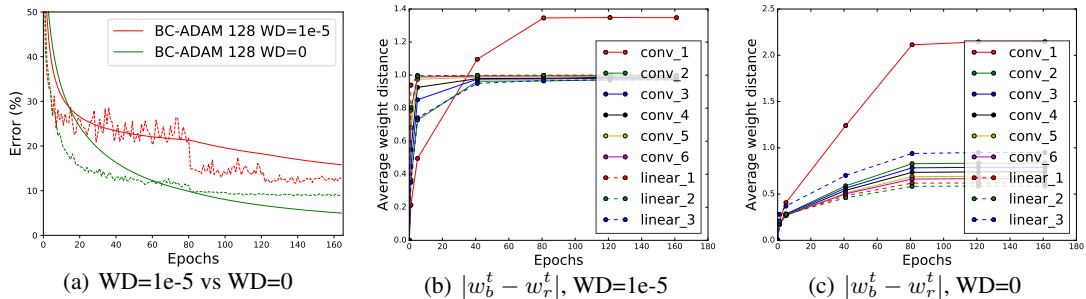 50
40
30
20
10
0
Error (%)
0 20 40 60 80 100 120 140 160
Epochs
BC-ADAM 128 WD=1e-5
BC-ADAM 128 WD=0
(a) WD=1e-5 vs WD=0
1.4
1.2
1.0
0.8
0.6
0.4
0.2
0.0
Average weight distance
0 20 40 60 80 100 120 140 160 180
Epochs
conv_1
conv_2
conv_3
conv_4
conv_5
conv_6
linear_1
linear_2
linear_3
(b) |w_b^t − w_r^t|, WD=1e-5
2.5
2.0
1.5
1.0
0.5
0.0
Average weight distance
0 20 40 60 80 100 120 140 160 180
Epochs
conv_1
conv_2
conv_3
conv_4
conv_5
conv_6
linear_1
linear_2
linear_3
(c) |w_b^t − w_r^t|, WD=0